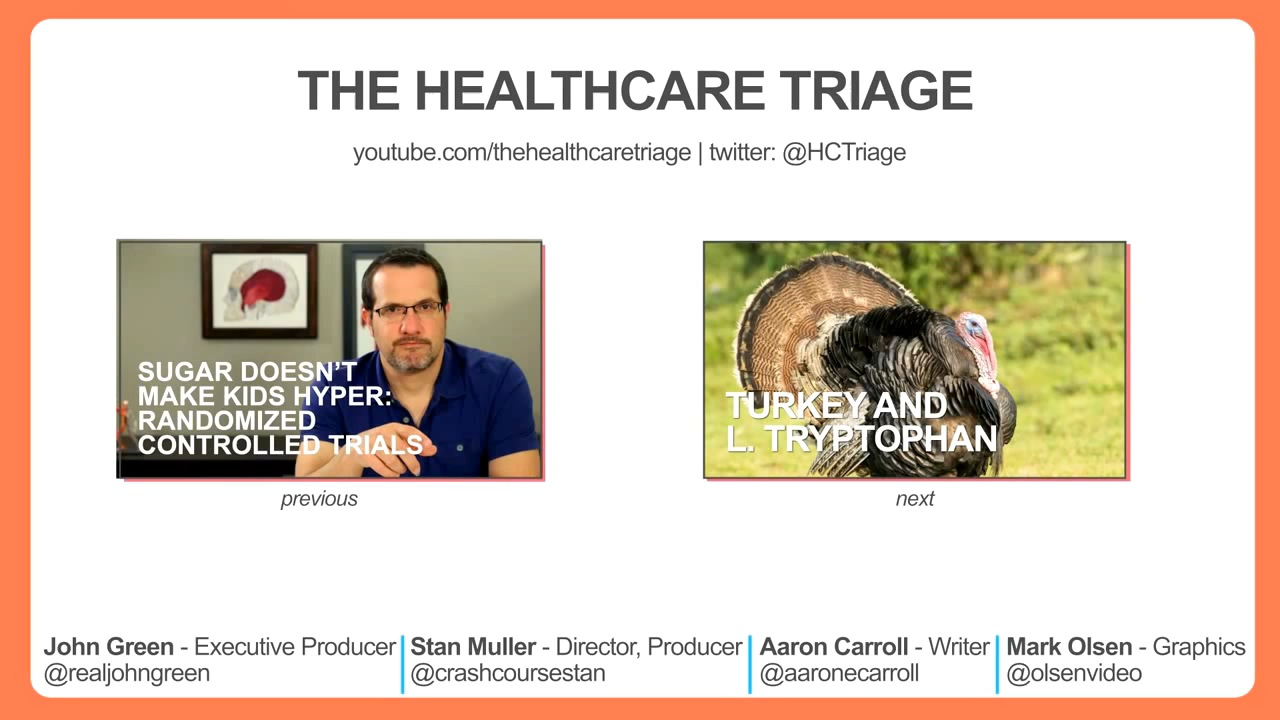 THE HEALTHCARE TRIAGE
youtube.com/thehealthcaretriage | twitter: @HCTriage
SUGAR DOESN'T
MAKE KIDS HYPER:
RANDOMIZED
CONTROLLED TRIALS
previous
TURKEY AND
L. TRYPTOPHAN
next
John Green - Executive Producer
@realjohngreen
Stan Muller - Director, Producer
@crashcoursestan
Aaron Carroll - Writer
@aaronecarroll
Mark Olsen - Graphics
@olsenvideo